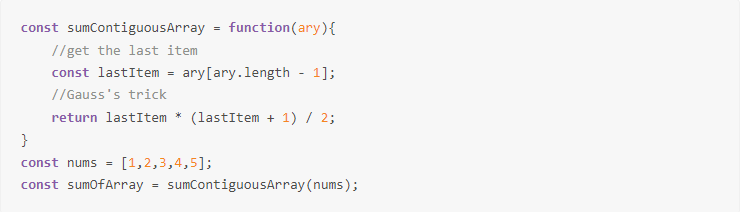 const sumContiguousArray = function(ary){
    //get the last item
    const lastItem = ary[ary.length - 1];
    //Gauss's trick
    return lastItem * (lastItem + 1) / 2;
}
const nums = [1,2,3,4,5];
const sumOfArray = sumContiguousArray(nums);